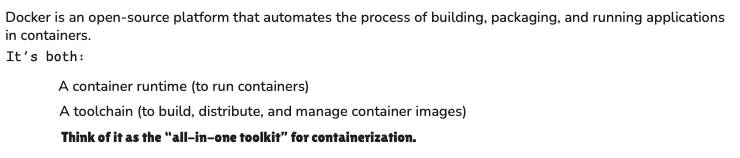 Docker is an open-source platform that automates the process of building, packaging, and running applications
in containers.
It's both:
A container runtime (to run containers)
A toolchain (to build, distribute, and manage container images)
Think of it as the “all-in-one toolkit” for containerization.